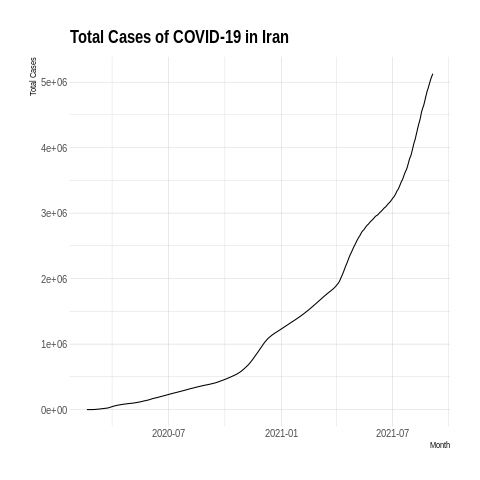 Total Cases of COVID-19 in Iran
Total Cases
5e+06
4e+06
3e+06
2e+06
1e+06
0e+00
2020-07 2021-01 2021-07
Month